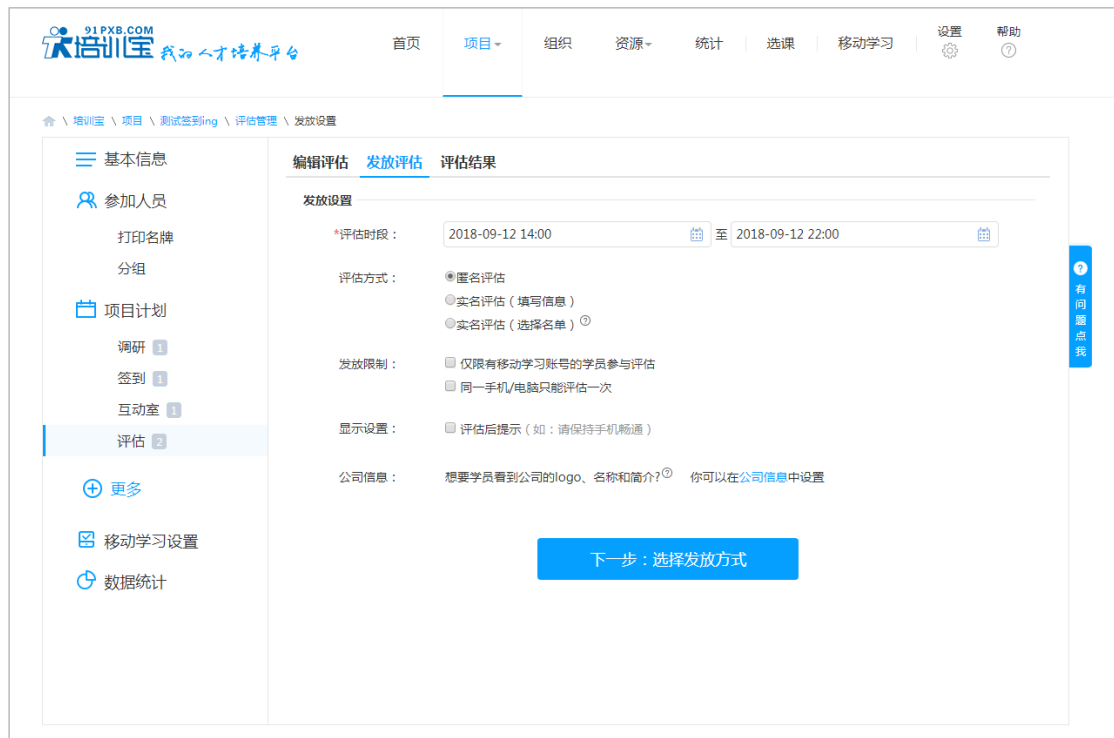 91PXB.COM
培训宝 我的人才培养平台
首页 项目 组织 资源 统计 选课 移动学习 设置 帮助
\ 培训宝 \ 项目 \ 测试签到ing \ 评估管理 \ 发放设置
基本信息
参加人员
打印名牌
分组
项目计划
调研 1
签到 1
互动室 1
评估 2
更多
移动学习设置
数据统计
编辑评估 发放评估 评估结果
发放设置
*评估时段: 2018-09-12 14:00 至 2018-09-12 22:00
评估方式: 匿名评估
实名评估(填写信息)
实名评估(选择名单) ?
发放限制: 仅限有移动学习账号的学员参与评估
同一手机/电脑只能评估一次
显示设置: 评估后提示(如:请保持手机畅通)
公司信息: 想要学员看到公司的logo、名称和简介? ? 你可以在公司信息中设置
下一步:选择发放方式
? 有问题点我